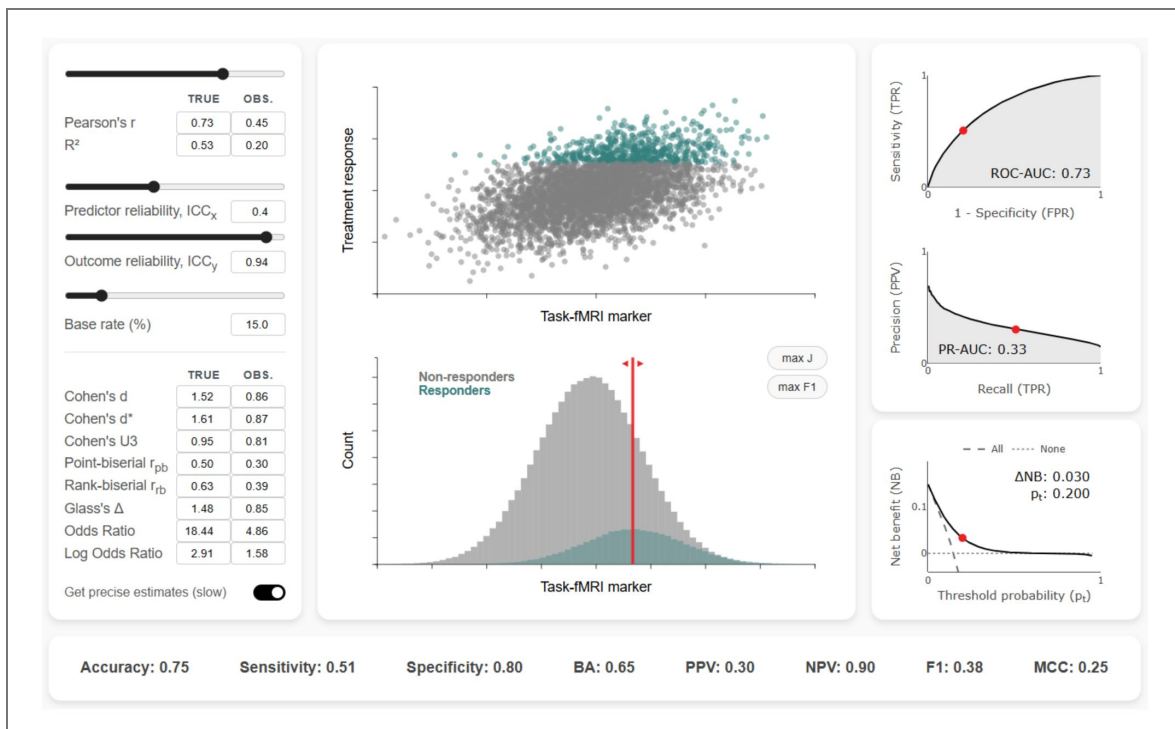 TRUE OBS.
Pearson's r 0.73 0.45
R² 0.53 0.20
Predictor reliability, ICCx 0.4
Outcome reliability, ICCy 0.94
Base rate (%) 15.0
TRUE OBS.
Cohen's d 1.52 0.86
Cohen's d* 1.61 0.87
Cohen's U3 0.95 0.81
Point-biserial rpb 0.50 0.30
Rank-biserial rrb 0.63 0.39
Glass's Δ 1.48 0.85
Odds Ratio 18.44 4.86
Log Odds Ratio 2.91 1.58
Get precise estimates (slow)
Treatment response
Task-fMRI marker
max J
max F1
Non-responders
Responders
Count
Task-fMRI marker
Sensitivity (TPR)
1
0
ROC-AUC: 0.73
0 1
1 - Specificity (FPR)
Precision (PPV)
1
0
PR-AUC: 0.33
0 1
Recall (TPR)
All None
Net benefit (NB)
ΔNB: 0.030
pt: 0.200
0.1
0
0 1
Threshold probability (pt)
Accuracy: 0.75 Sensitivity: 0.51 Specificity: 0.80 BA: 0.65 PPV: 0.30 NPV: 0.90 F1: 0.38 MCC: 0.25